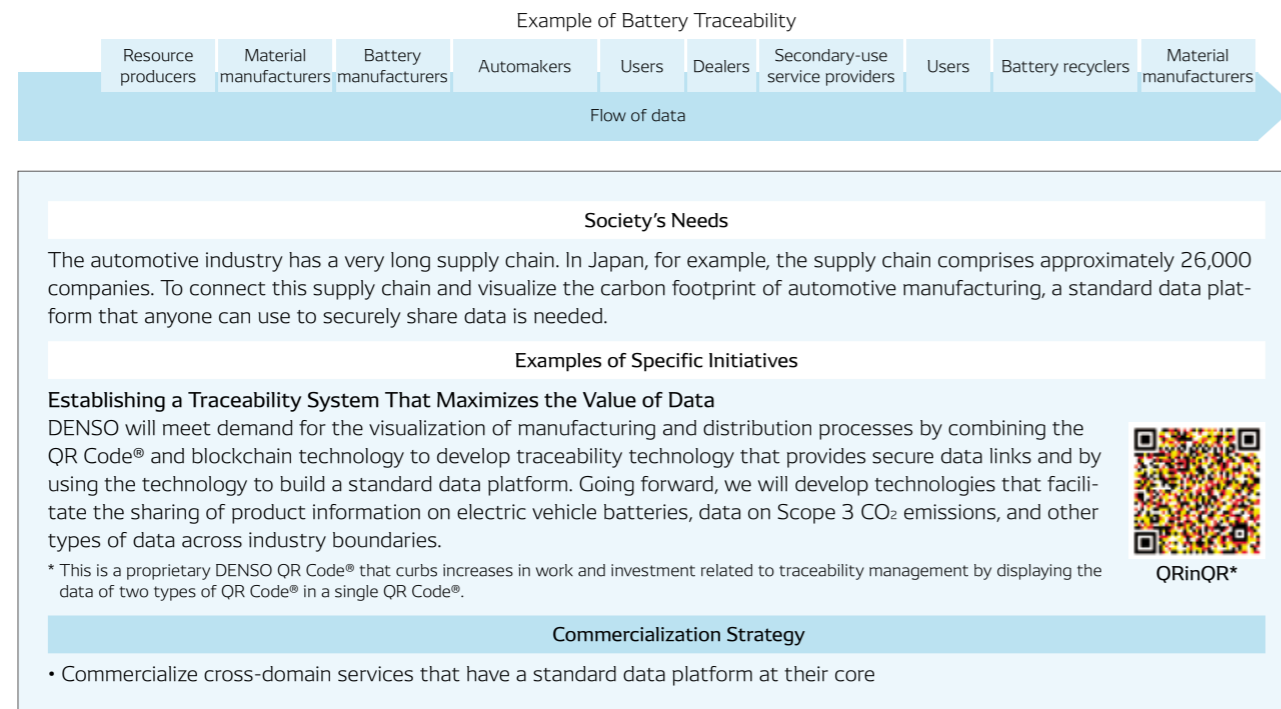 Example of Battery Traceability
Resource producers
Material manufacturers
Battery manufacturers
Automakers
Users
Dealers
Secondary-use service providers
Users
Battery recyclers
Material manufacturers
Flow of data
Society's Needs
The automotive industry has a very long supply chain. In Japan, for example, the supply chain comprises approximately 26,000
companies. To connect this supply chain and visualize the carbon footprint of automotive manufacturing, a standard data plat-
form that anyone can use to securely share data is needed.
Examples of Specific Initiatives
Establishing a Traceability System That Maximizes the Value of Data
DENSO will meet demand for the visualization of manufacturing and distribution processes by combining the
QR Code® and blockchain technology to develop traceability technology that provides secure data links and by
using the technology to build a standard data platform. Going forward, we will develop technologies that facili-
tate the sharing of product information on electric vehicle batteries, data on Scope 3 CO₂ emissions, and other
types of data across industry boundaries.
* This is a proprietary DENSO QR Code® that curbs increases in work and investment related to traceability management by displaying the
data of two types of QR Code® in a single QR Code®.
QRinQR*
Commercialization Strategy
• Commercialize cross-domain services that have a standard data platform at their core